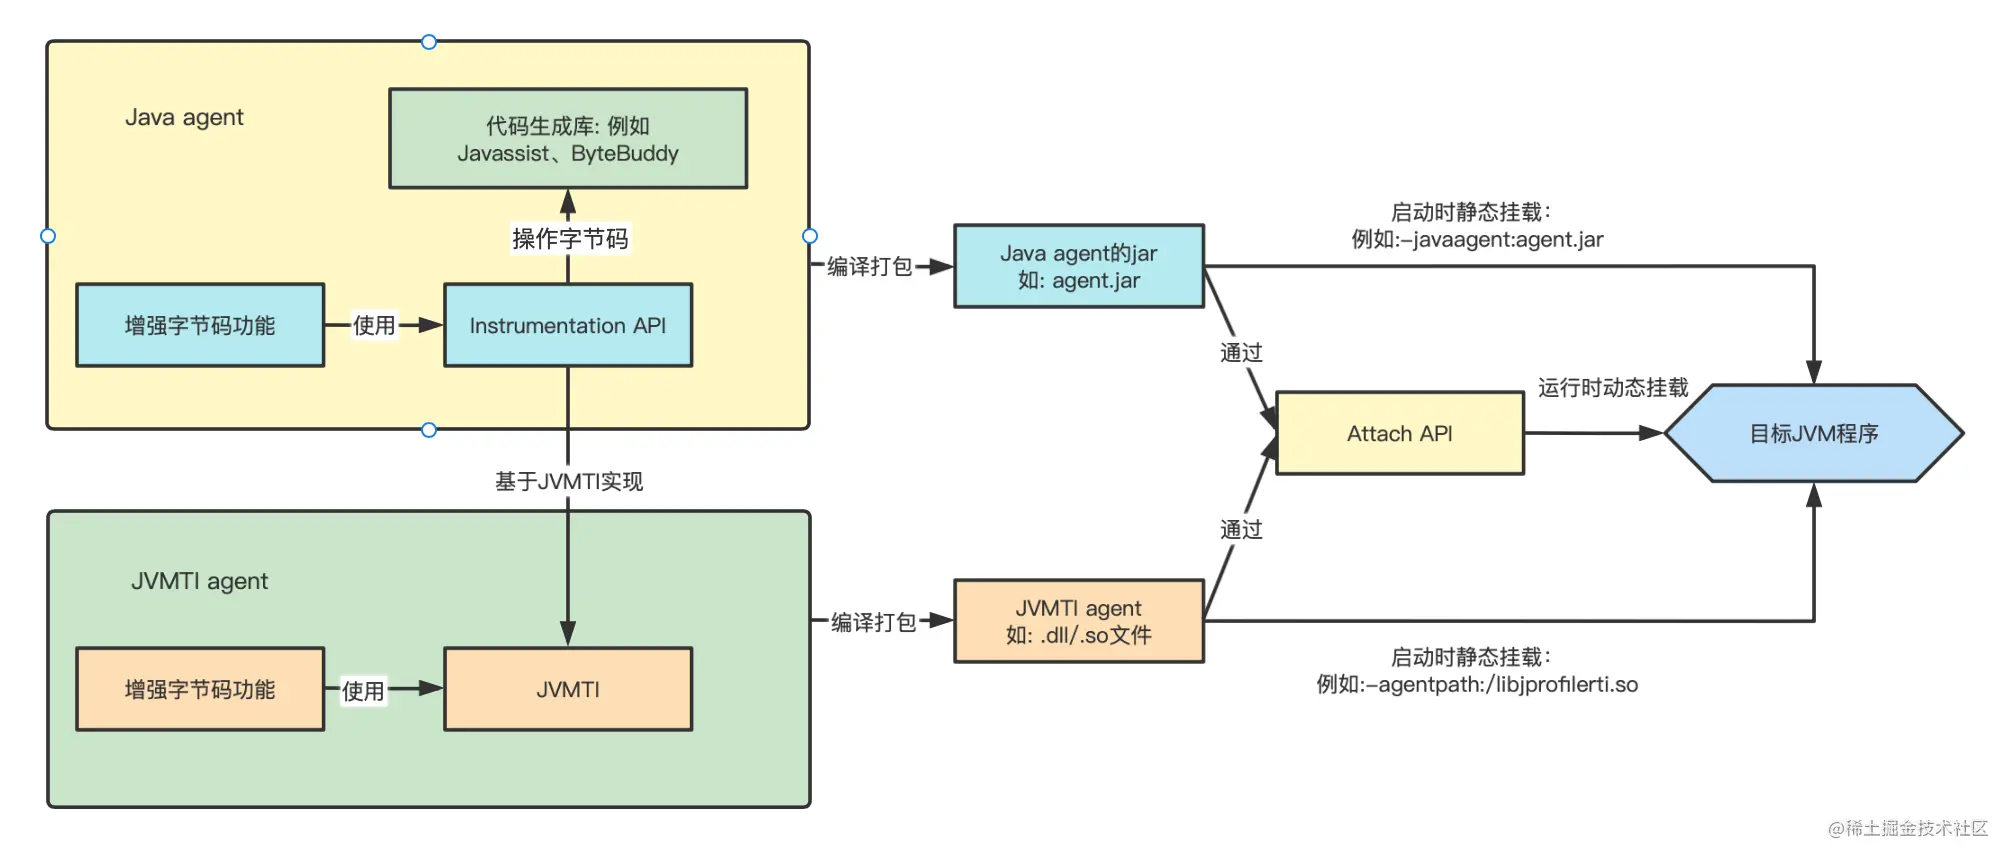 Java agent
代码生成库: 例如
Javassist、ByteBuddy
操作字节码
增强字节码功能
使用
Instrumentation API
基于JVMTI实现
JVMTI agent
增强字节码功能
使用
JVMTI
编译打包
Java agent的jar
如: agent.jar
编译打包
JVMTI agent
如: .dll/.so文件
启动时静态挂载:
例如:-javaagent:agent.jar
通过
通过
Attach API
运行时动态挂载
目标JVM程序
启动时静态挂载:
例如:-agentpath:/libjprofilerti.so
@稀土掘金技术社区